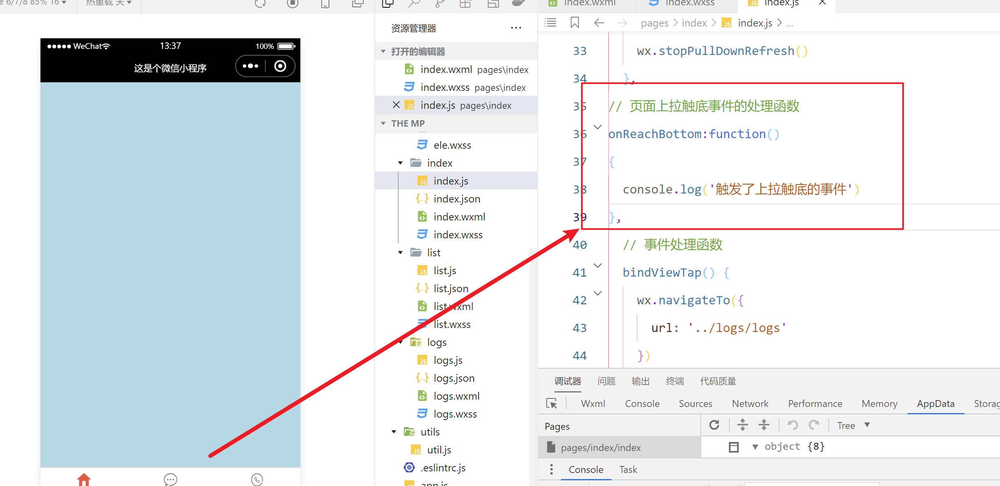 6/7/8 85% 16
热重载 关
WeChat
13:37
100%
这是个微信小程序
资源管理器
打开的编辑器
index.wxml pages\index
index.wxss pages\index
JS index.js pages\index
THE MP
ele.wxss
index
JS index.js
{..} index.json
index.wxml
index.wxss
list
JS list.js
{..} list.json
list.wxml
list.wxss
logs
JS logs.js
{..} logs.json
logs.wxml
logs.wxss
utils
JS util.js
.eslintrc.js
JS app.js
index.wxml
index.wxss
JS index.js
pages > index > JS index.js > ...
33 wx.stopPullDownRefresh()
34 },
35 // 页面上拉触底事件的处理函数
36 onReachBottom:function()
37 {
38 console.log('触发了上拉触底的事件')
39 },
40 // 事件处理函数
41 bindViewTap() {
42 wx.navigateTo({
43 url: '../logs/logs'
44 })
调试器 问题 输出 终端 代码质量
Wxml Console Sources Network Performance Memory AppData Storag
Pages
Tree
pages/index/index
object {8}
Console Task